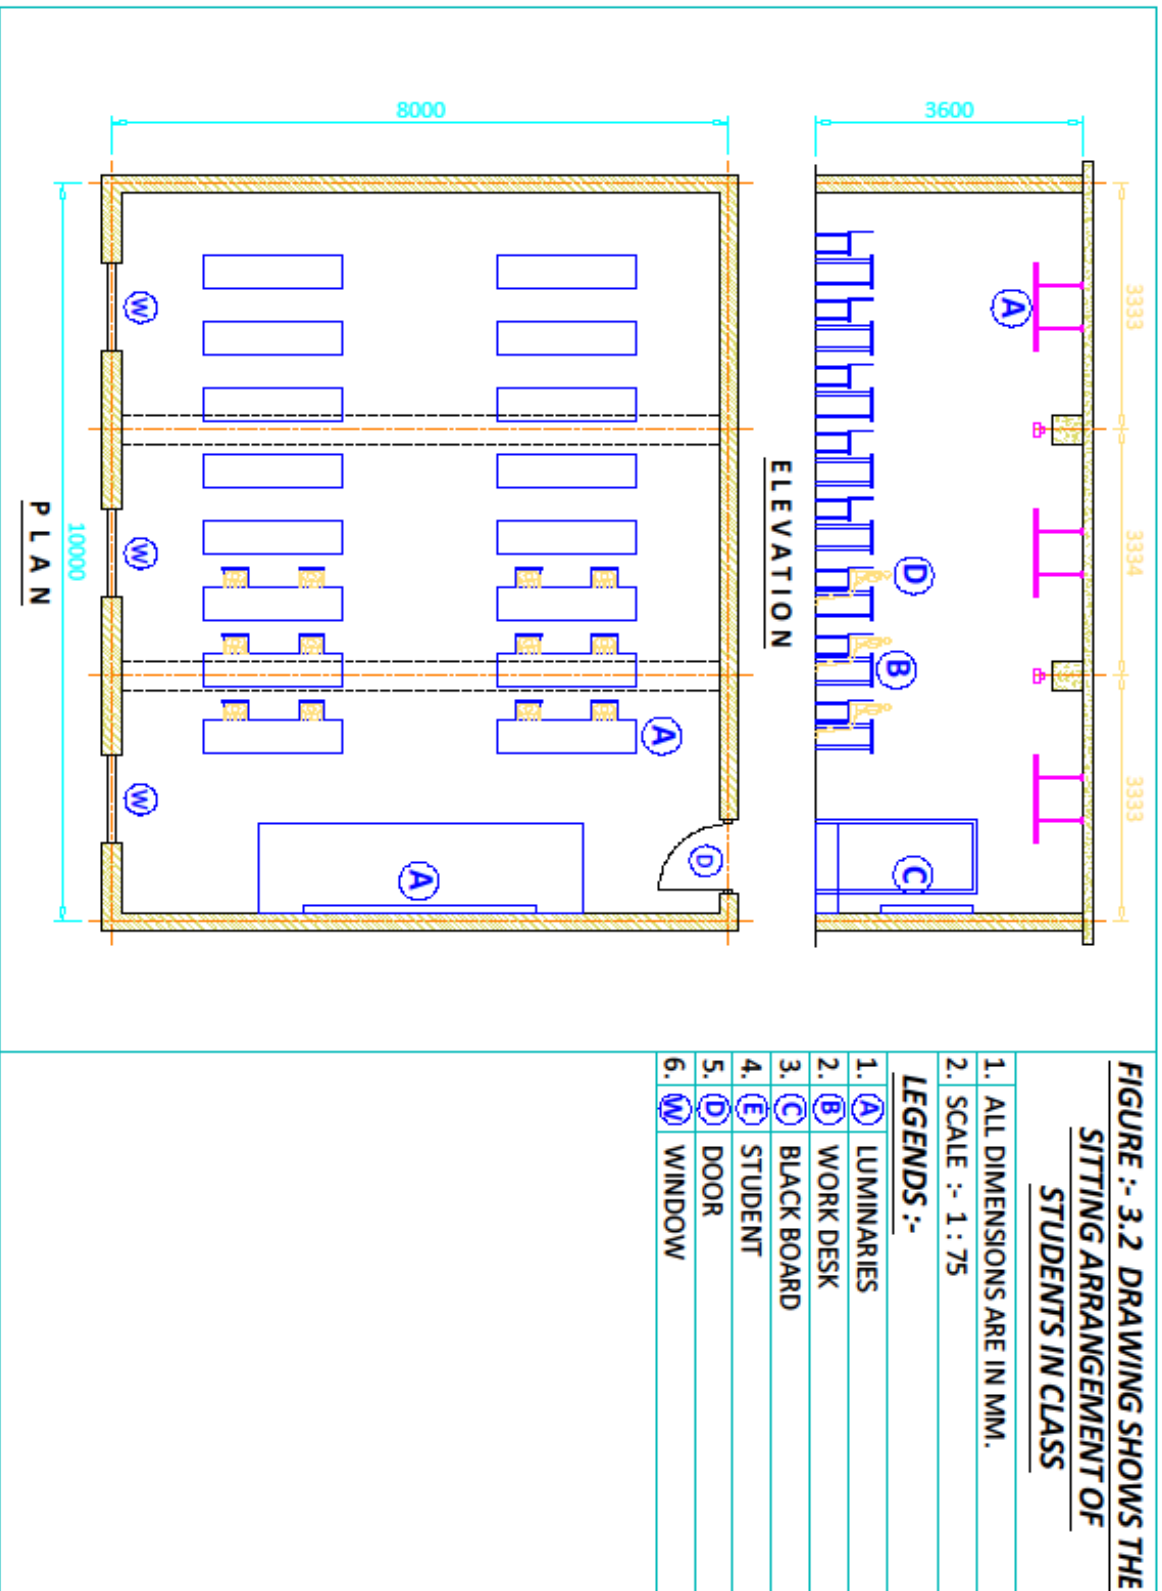 3333
3334
3333
3600
A
D
B
C
ELEVATION
8000
A
D
A
W
W
W
10000
PLAN
FIGURE :- 3.2 DRAWING SHOWS THE
SITTING ARRANGEMENT OF
STUDENTS IN CLASS
1. ALL DIMENSIONS ARE IN MM.
2. SCALE :- 1 : 75
LEGENDS :-
1. A LUMINARIES
2. B WORK DESK
3. C BLACK BOARD
4. E STUDENT
5. D DOOR
6. W WINDOW